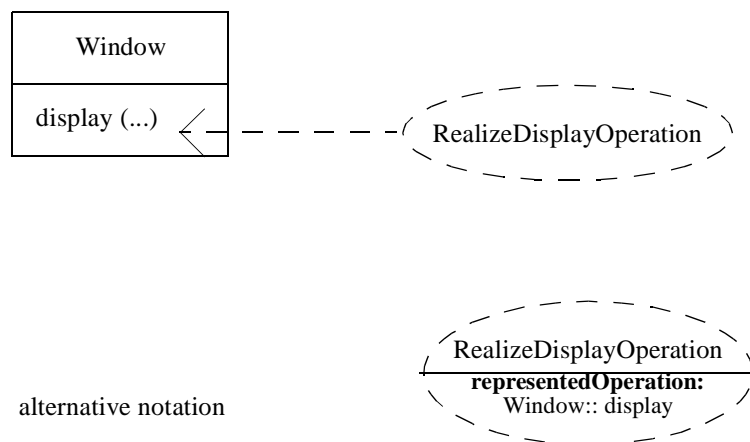 Window
display (...)
RealizeDisplayOperation
RealizeDisplayOperation
representedOperation:
Window:: display
alternative notation